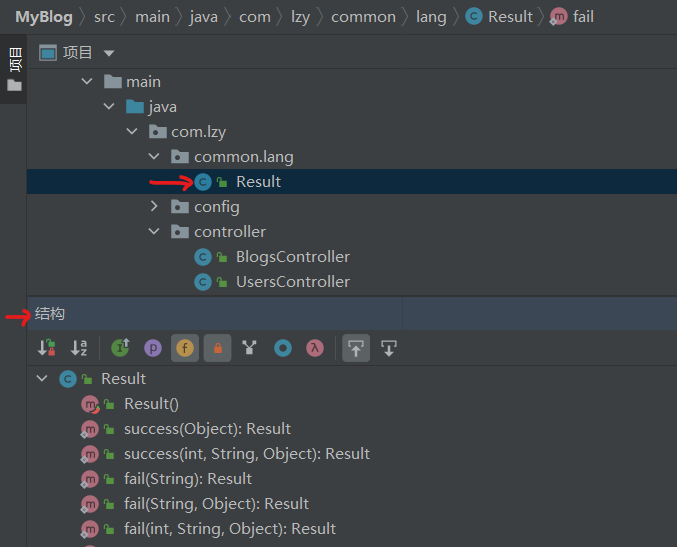 MyBlog src main java com lzy common lang Result fail
项目
项目
main
java
com.lzy
common.lang
Result
config
controller
BlogsController
UsersController
结构
Result
Result()
success(Object): Result
success(int, String, Object): Result
fail(String): Result
fail(String, Object): Result
fail(int, String, Object): Result